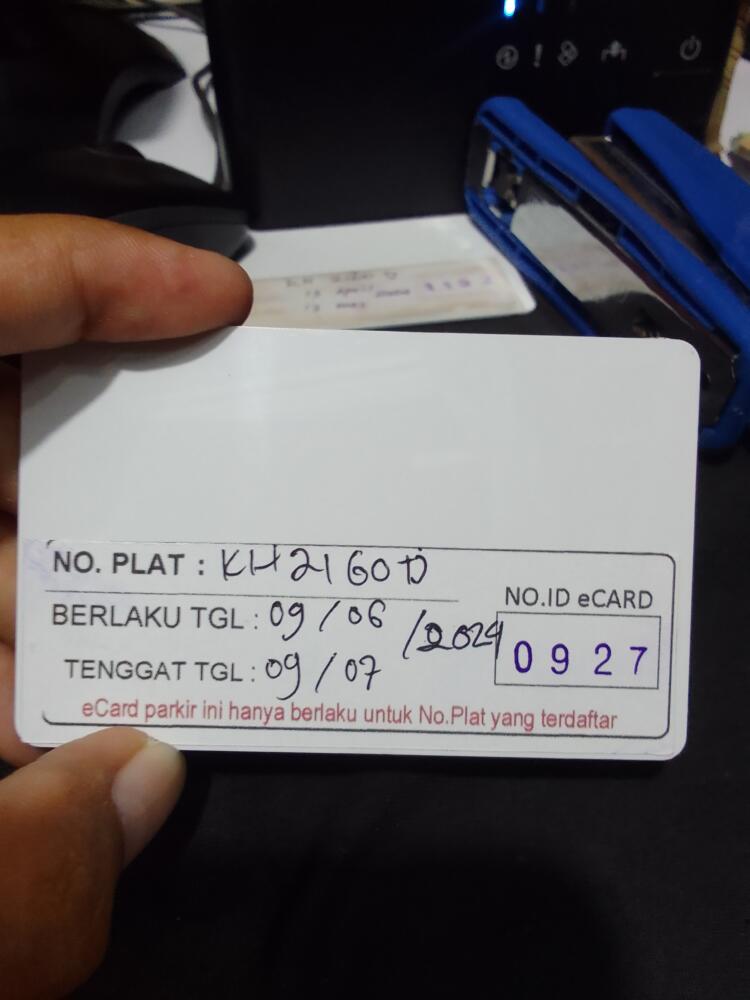 NO. PLAT : KH 2160 D
NO.ID eCARD
BERLAKU TGL : 09 / 06 /2024
0927
TENGGAT TGL : 09 / 07
eCard parkir ini hanya berlaku untuk No.Plat yang terdaftar